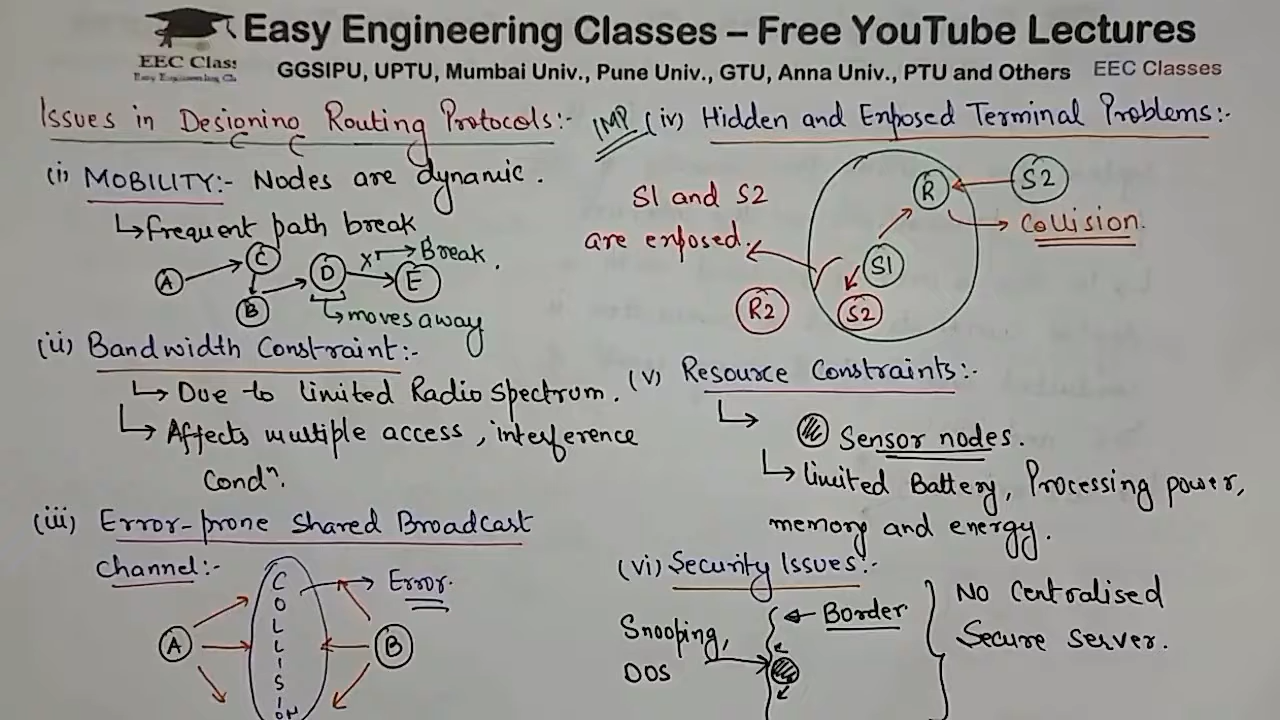 Easy Engineering Classes – Free YouTube Lectures
EEC Classes
Easy Engineering Cl
GGSIPU, UPTU, Mumbai Univ., Pune Univ., GTU, Anna Univ., PTU and Others EEC Classes
Issues in Designing Routing Protocols:-
(i) MOBILITY:- Nodes are dynamic.
↳ frequent path break
A
C
B
D
E
X → Break.
↳ moves away
(ii) Bandwidth Constraint:-
↳ Due to limited Radio Spectrum.
↳ Affects multiple access, interference
Condⁿ.
(iii) Error-prone Shared Broadcast
Channel:-
A
COLLISION
→ Error.
B
IMP (iv) Hidden and Exposed Terminal Problems:-
S1 and S2
are exposed.
R
S2
→ Collision.
S1
R2
S2
(v) Resource Constraints:-
↳ Sensor nodes.
↳ limited Battery, Processing power,
memory and energy.
(vi) Security Issues:-
← Border
Snooping,
DOS
No Centralised
Secure Server.